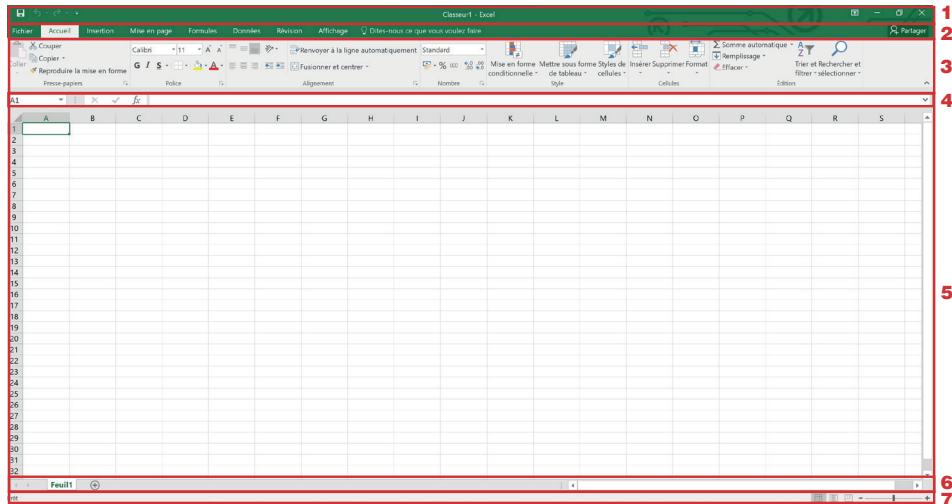 Classeur1 - Excel
1
Fichier Accueil Insertion Mise en page Formules Données Révision Affichage Dites-nous ce que vous voulez faire Partager
2
Couper
Copier
Reproduire la mise en forme
Presse-papiers
Calibri 11 A A
G I S A
Police
Renvoyer à la ligne automatiquement
Fusionner et centrer
Alignement
Standard
% 000
Nombre
Mise en forme conditionnelle
Mettre sous forme de tableau
Styles de cellules
Style
Insérer Supprimer Format
Cellules
Σ Somme automatique
Remplissage
Effacer
Trier et filtrer
Rechercher et sélectionner
Édition
3
A1 fx
4
A B C D E F G H I J K L M N O P Q R S
1
2
3
4
5
6
7
8
9
10
11
12
13
14
15
16
17
18
19
20
21
22
23
24
25
26
27
28
29
30
31
32
5
Feuil1
6
7